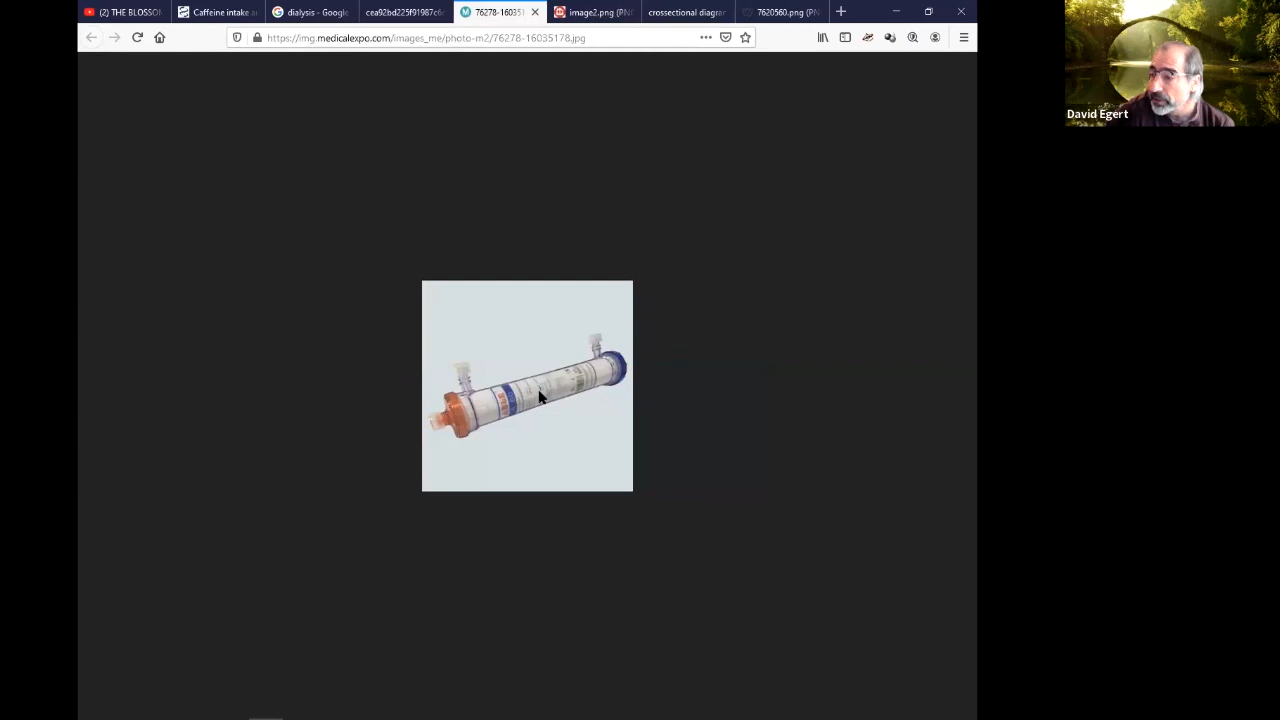 (2) THE BLOSSOM
Caffeine intake a
dialysis - Google
cea92bd225f91987c6
76278-16035
image2.png (PN
crossectional diagra
7620560.png (PN
https://img.medicalexpo.com/images_me/photo-m2/76278-16035178.jpg
David Egert